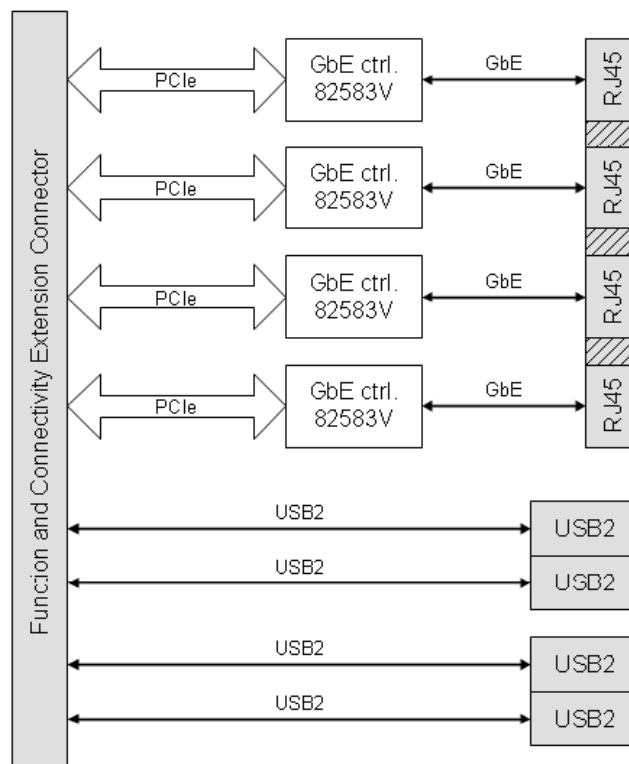 Funcion and Connectivity Extension Connector
PCIe
GbE ctrl.
82583V
GbE
RJ45
PCIe
GbE ctrl.
82583V
GbE
RJ45
PCIe
GbE ctrl.
82583V
GbE
RJ45
PCIe
GbE ctrl.
82583V
GbE
RJ45
USB2
USB2
USB2
USB2
USB2
USB2
USB2
USB2